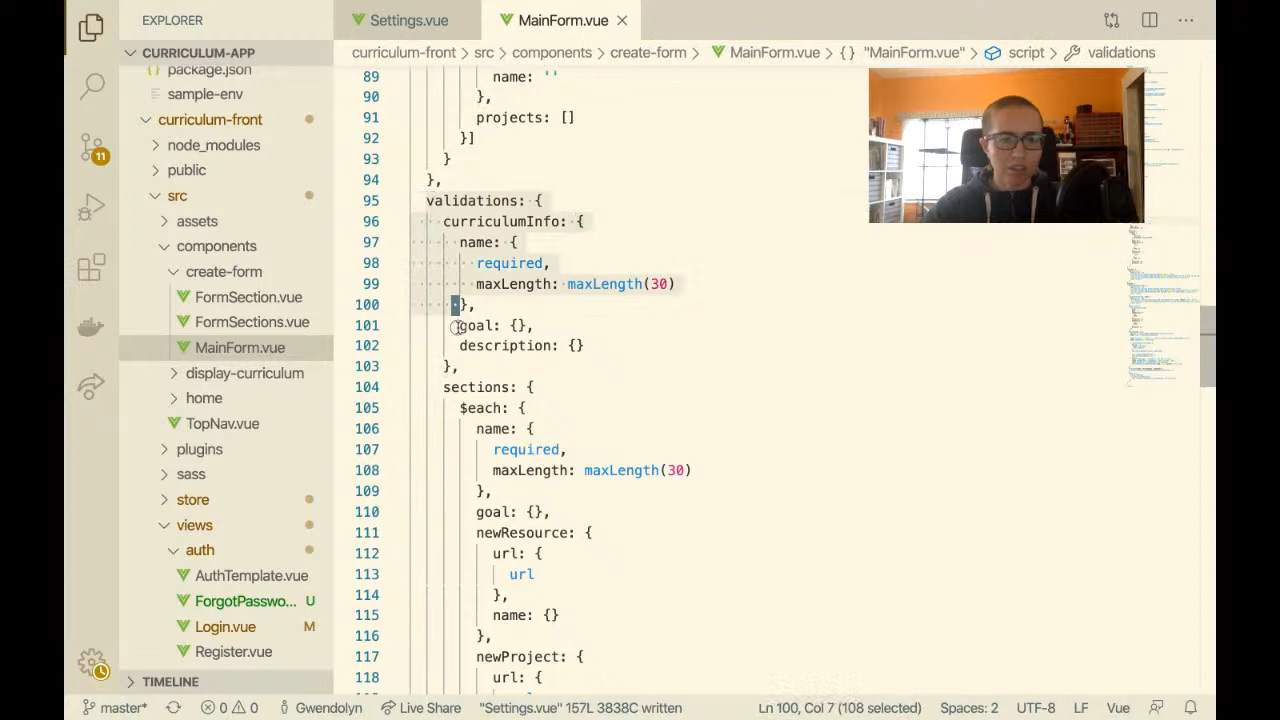 EXPLORER
Settings.vue
MainForm.vue
CURRICULUM-APP
curriculum-front > src > components > create-form > MainForm.vue > {} "MainForm.vue" > script > validations
package.json
sample-env
curriculum-front
node_modules
public
src
assets
components
create-form
FormSection.vue
FormSections.vue
MainForm.vue
display-curriculum
home
TopNav.vue
plugins
sass
store
views
auth
AuthTemplate.vue
ForgotPasswo... U
Login.vue M
Register.vue
TIMELINE
11
89 name: ''
90 },
91 projects: []
92 }]
93 }
94 },
95 validations: {
96 curriculumInfo: {
97 name: {
98 required,
99 maxLength: maxLength(30)
100 },
101 goal: {},
102 escription: {}
103 ,
104 sections: {
105 $each: {
106 name: {
107 required,
108 maxLength: maxLength(30)
109 },
110 goal: {},
111 newResource: {
112 url: {
113 url
114 },
115 name: {}
116 },
117 newProject: {
118 url: {
master* 0 0 Gwendolyn Live Share "Settings.vue" 157L 3838C written Ln 100, Col 7 (108 selected) Spaces: 2 UTF-8 LF Vue